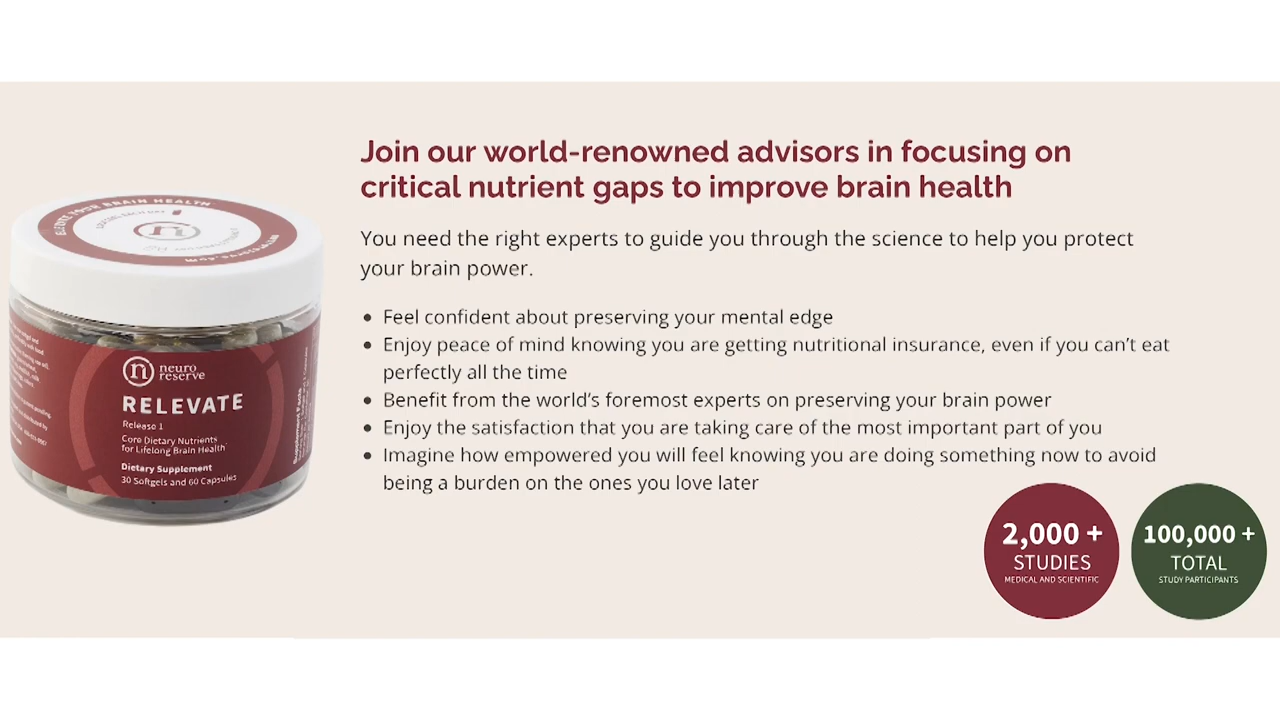 Join our world-renowned advisors in focusing on
critical nutrient gaps to improve brain health
You need the right experts to guide you through the science to help you protect
your brain power.
Feel confident about preserving your mental edge
Enjoy peace of mind knowing you are getting nutritional insurance, even if you can't eat
perfectly all the time
Benefit from the world's foremost experts on preserving your brain power
Enjoy the satisfaction that you are taking care of the most important part of you
Imagine how empowered you will feel knowing you are doing something now to avoid
being a burden on the ones you love later
YOUR BRAIN HEALTH
n
neuro
reserve
RELEVATE
Release 1
Core Dietary Nutrients
for Lifelong Brain Health
Dietary Supplement
30 Softgels and 60 Capsules
2,000 +
STUDIES
MEDICAL AND SCIENTIFIC
100,000 +
TOTAL
STUDY PARTICIPANTS